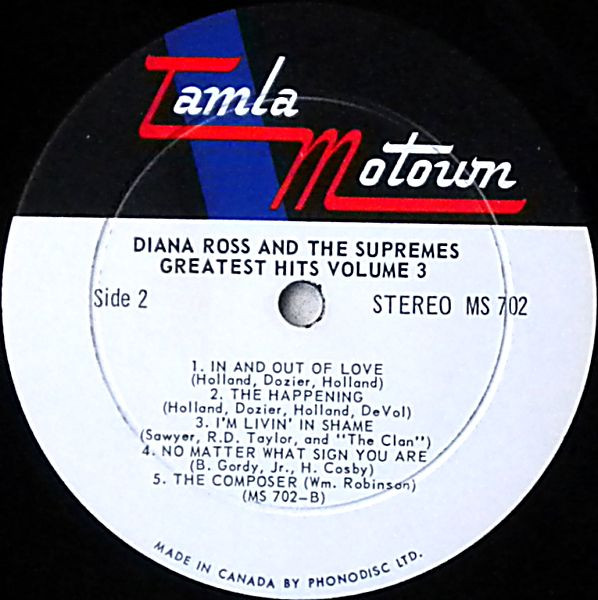 Tamla
Motown
DIANA ROSS AND THE SUPREMES
GREATEST HITS VOLUME 3
Side 2
STEREO MS 702
1. IN AND OUT OF LOVE
(Holland, Dozier, Holland)
2. THE HAPPENING
(Holland, Dozier, Holland, DeVol)
3. I'M LIVIN' IN SHAME
(Sawyer, R.D. Taylor, and "The Clan")
4. NO MATTER WHAT SIGN YOU ARE
(B. Gordy, Jr., H. Cosby)
5. THE COMPOSER (Wm. Robinson)
(MS 702-B)
MADE IN CANADA BY PHONODISC LTD.